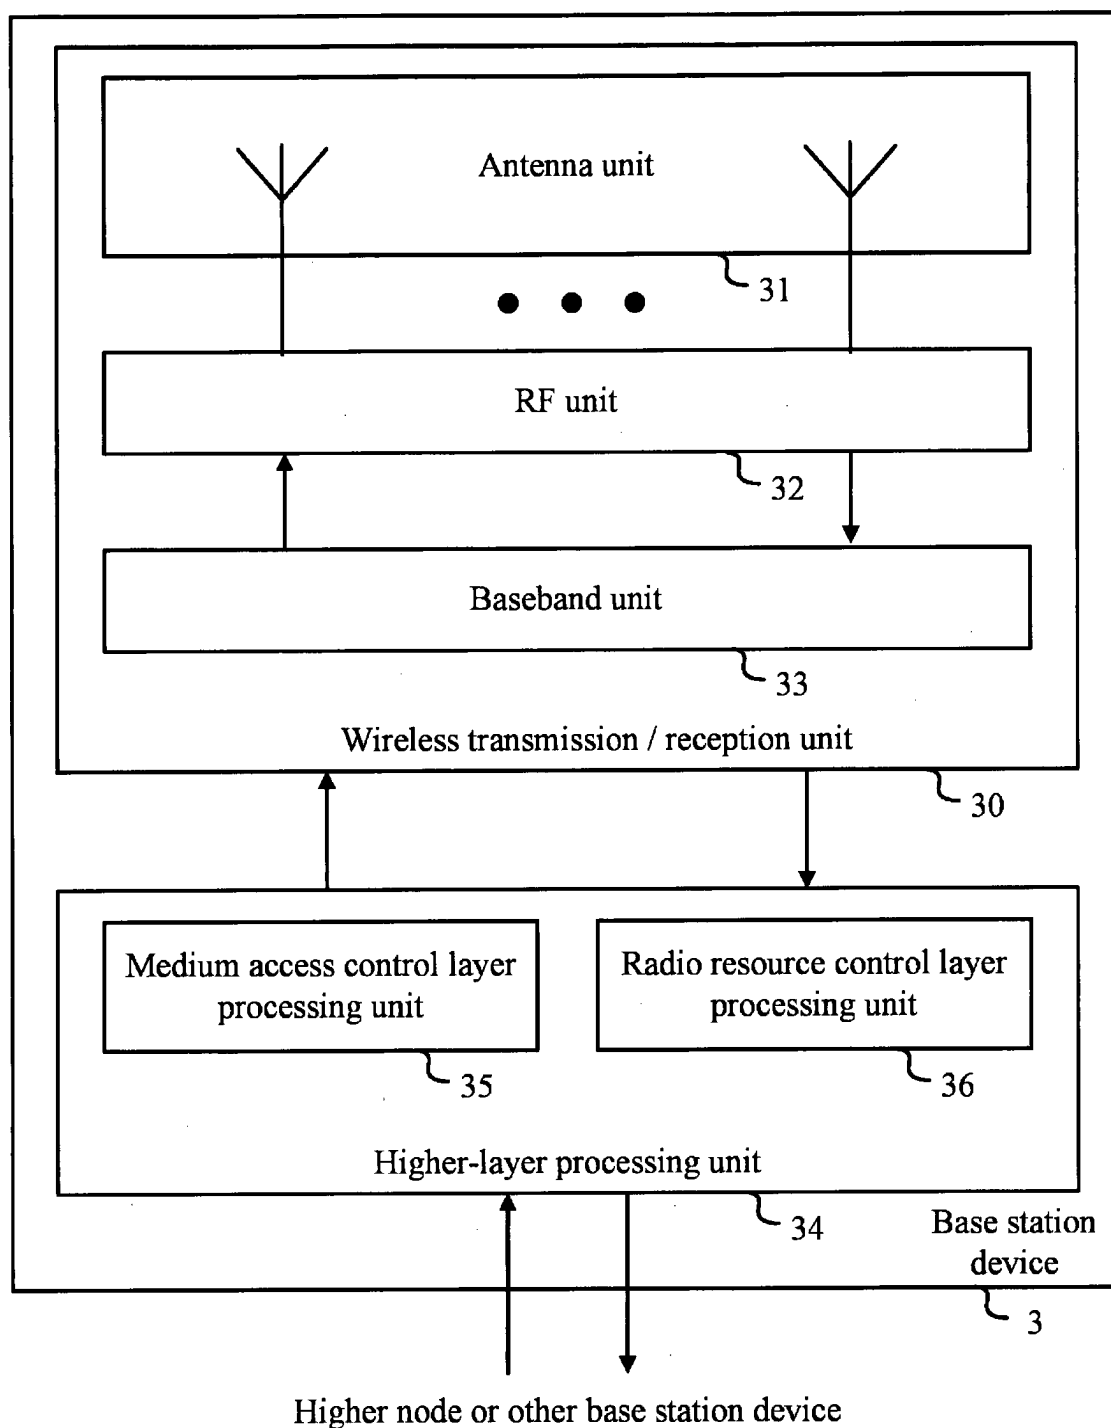 Antenna unit
31
RF unit
32
Baseband unit
33
Wireless transmission / reception unit
30
Medium access control layer
processing unit
35
Radio resource control layer
processing unit
36
Higher-layer processing unit
34
Base station
device
3
Higher node or other base station device